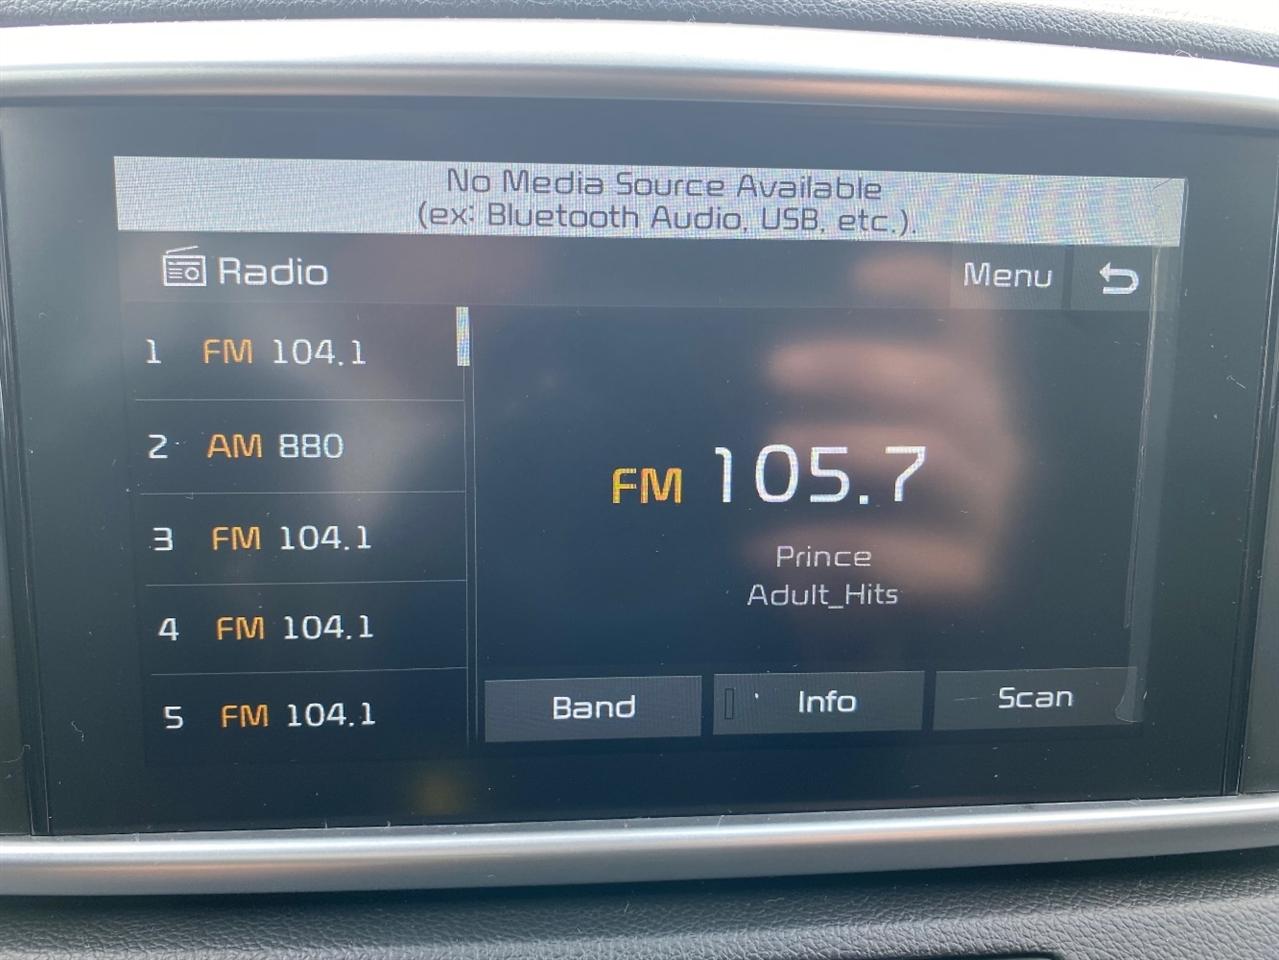 No Media Source Available
(ex: Bluetooth Audio, USB, etc.).
Radio
Menu
1 FM 104.1
2 AM 880
3 FM 104.1
4 FM 104.1
5 FM 104.1
FM 105.7
Prince
Adult_Hits
Band
Info
Scan